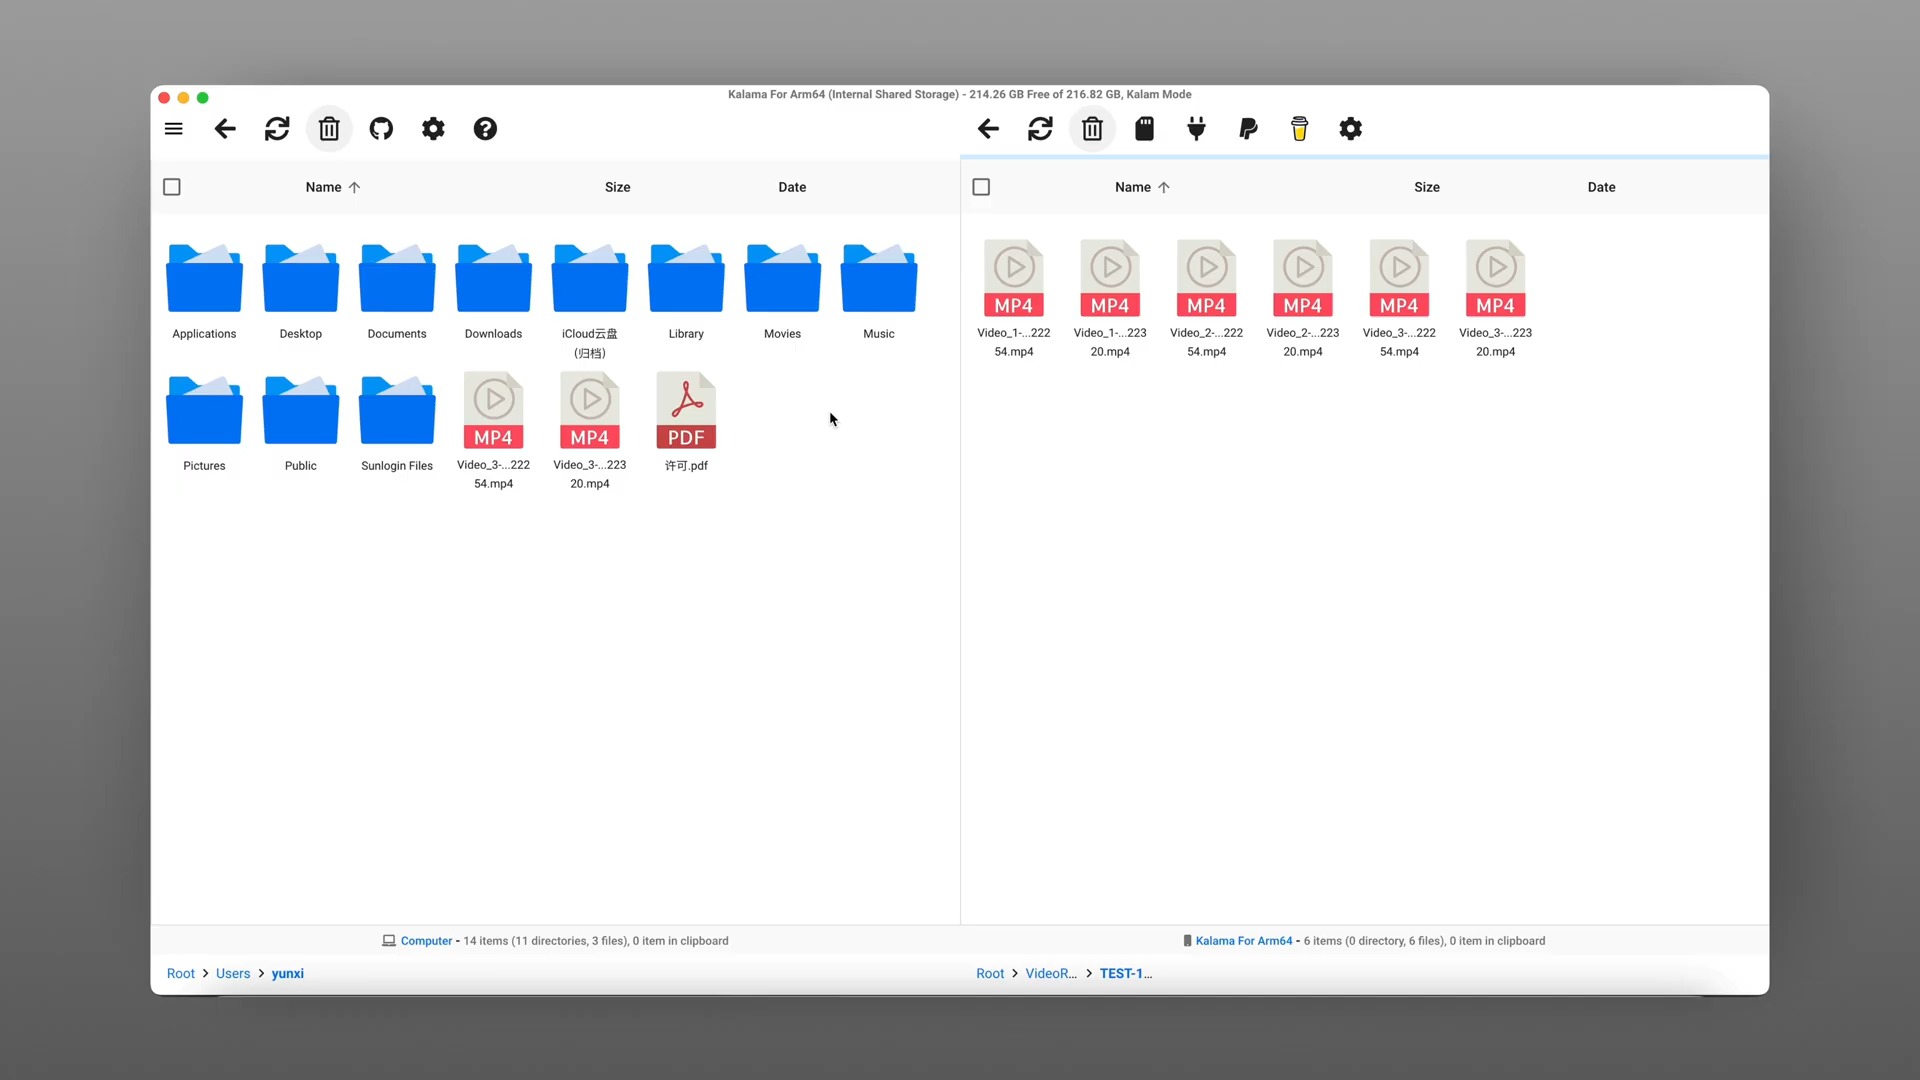 Kalama For Arm64 (Internal Shared Storage) - 214.26 GB Free of 216.82 GB, Kalam Mode
Name Size Date
Applications
Desktop
Documents
Downloads
iCloud云盘
(归档)
Library
Movies
Music
Pictures
Public
Sunlogin Files
MP4
Video_3-...222
54.mp4
MP4
Video_3-...223
20.mp4
PDF
许可.pdf
Computer - 14 items (11 directories, 3 files), 0 item in clipboard
Root > Users > yunxi
Name Size Date
MP4
Video_1-...222
54.mp4
MP4
Video_1-...223
20.mp4
MP4
Video_2-...222
54.mp4
MP4
Video_2-...223
20.mp4
MP4
Video_3-...222
54.mp4
MP4
Video_3-...223
20.mp4
Kalama For Arm64 - 6 items (0 directory, 6 files), 0 item in clipboard
Root > VideoR... > TEST-1...